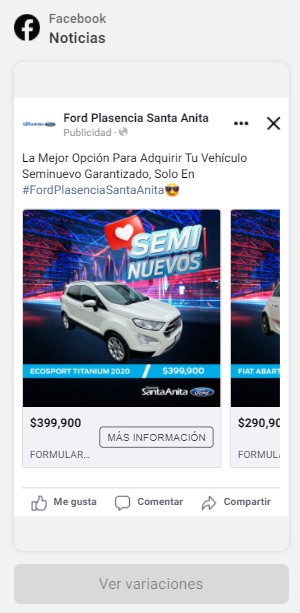 Facebook
Noticias
Ford Plasencia Santa Anita
Publicidad ·
La Mejor Opción Para Adquirir Tu Vehículo
Seminuevo Garantizado, Solo En
#FordPlasenciaSantaAnita😎
SEMI
NUEVOS
ECOSPORT TITANIUM 2020 / $399,900
FIAT ABART
SantaAnita Ford
$399,900
MÁS INFORMACIÓN
FORMULAR...
$290,90
FORMUL
Me gusta
Comentar
Compartir
Ver variaciones